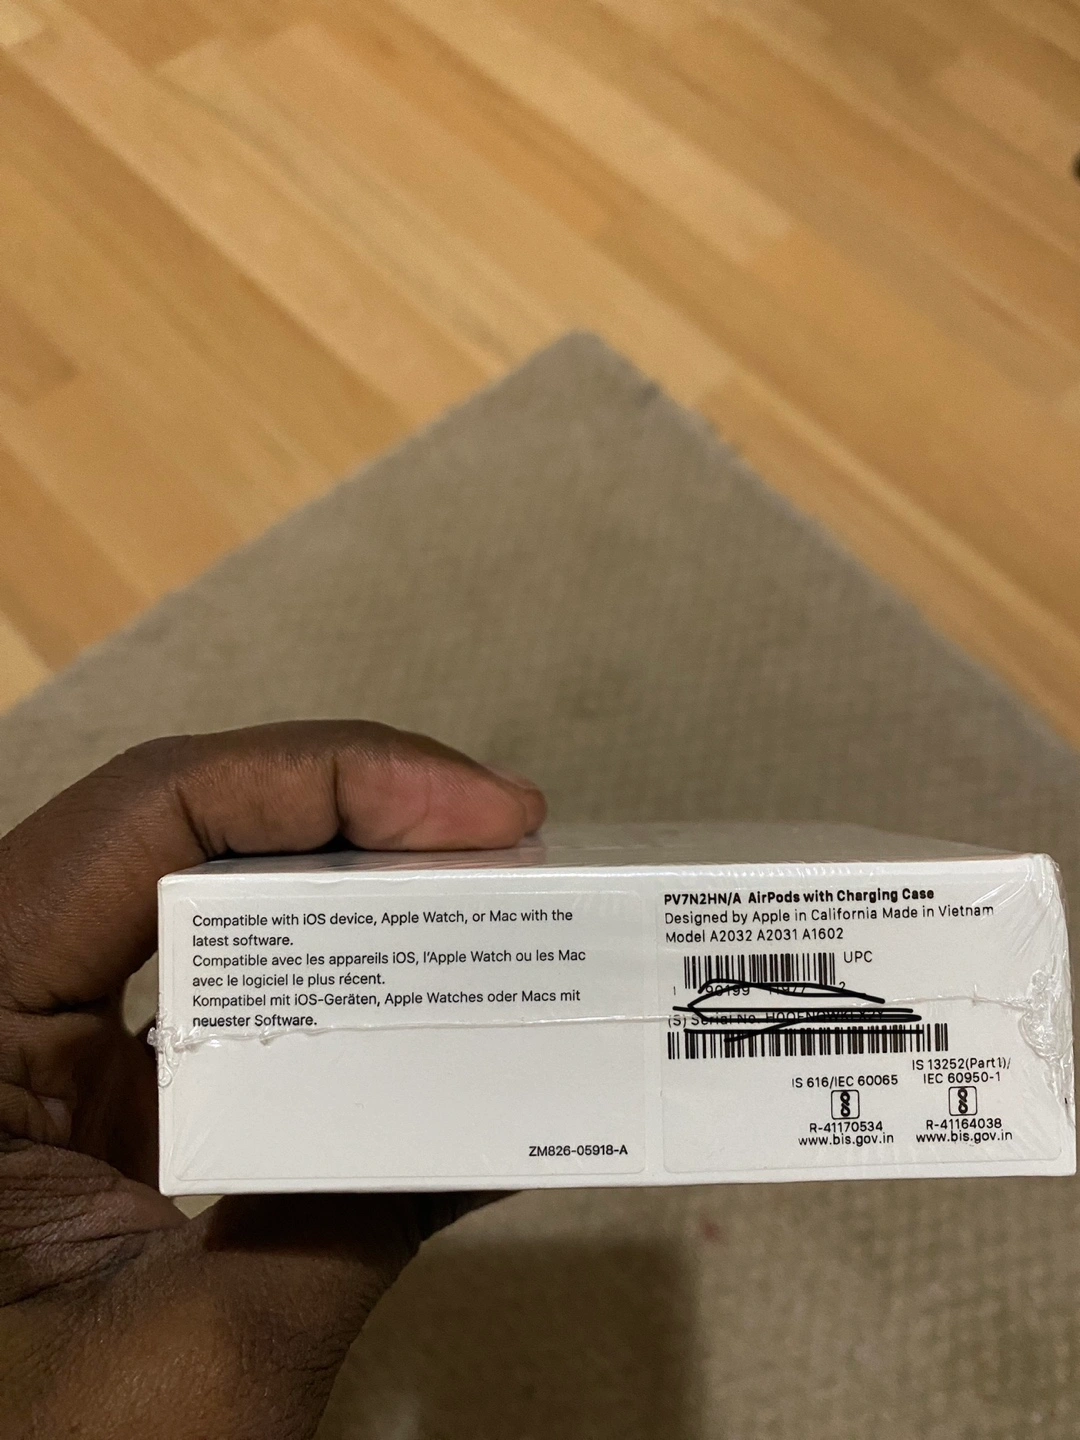 Compatible with iOS device, Apple Watch, or Mac with the
latest software.
Compatible avec les appareils iOS, l'Apple Watch ou les Mac
avec le logiciel le plus récent.
Kompatibel mit iOS-Geräten, Apple Watches oder Macs mit
neuester Software.
ZM826-05918-A
PV7N2HN/A AirPods with Charging Case
Designed by Apple in California Made in Vietnam
Model A2032 A2031 A1602
UPC
1
(S) Serial No.
IS 616/IEC 60065
R-41170534
www.bis.gov.in
IS 13252(Part1)/
IEC 60950-1
R-41164038
www.bis.gov.in